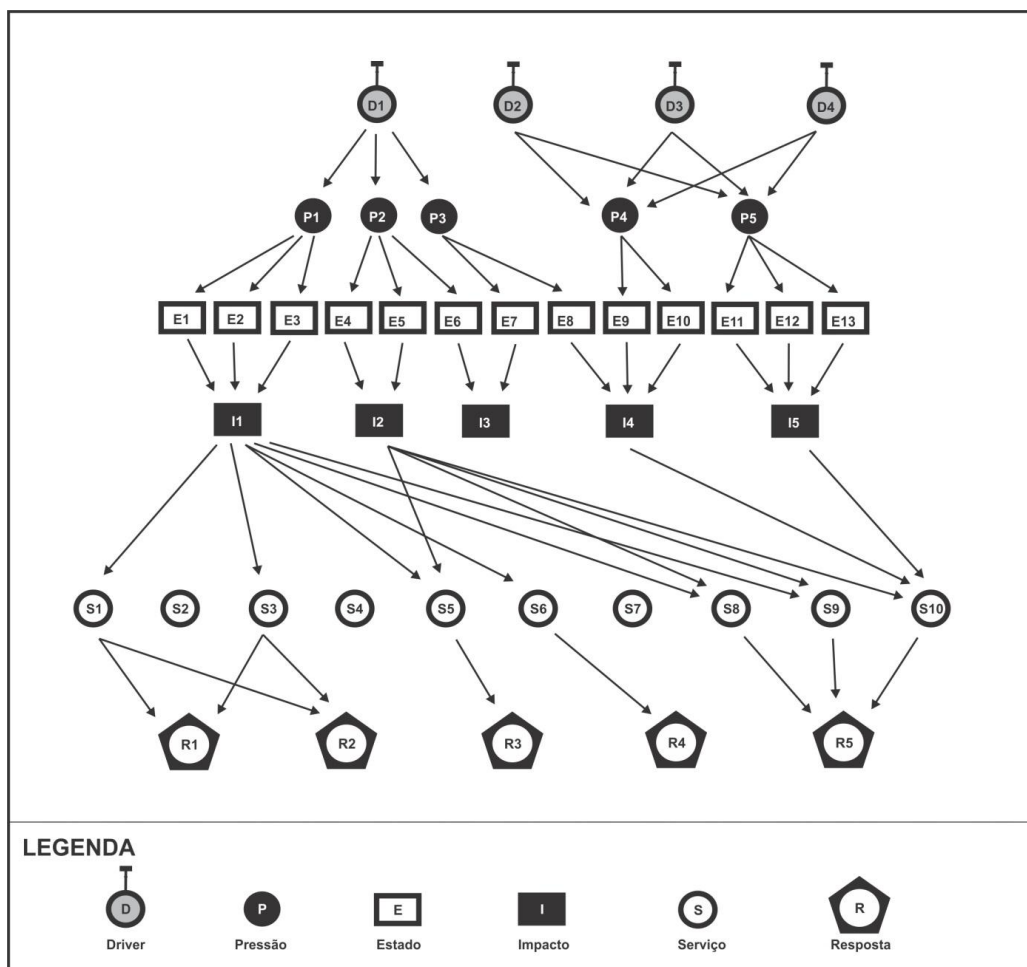 D1 D2 D3 D4
P1 P2 P3 P4 P5
E1 E2 E3 E4 E5 E6 E7 E8 E9 E10 E11 E12 E13
I1 I2 I3 I4 I5
S1 S2 S3 S4 S5 S6 S7 S8 S9 S10
R1 R2 R3 R4 R5
LEGENDA
D P E I S R
Driver Pressão Estado Impacto Serviço Resposta